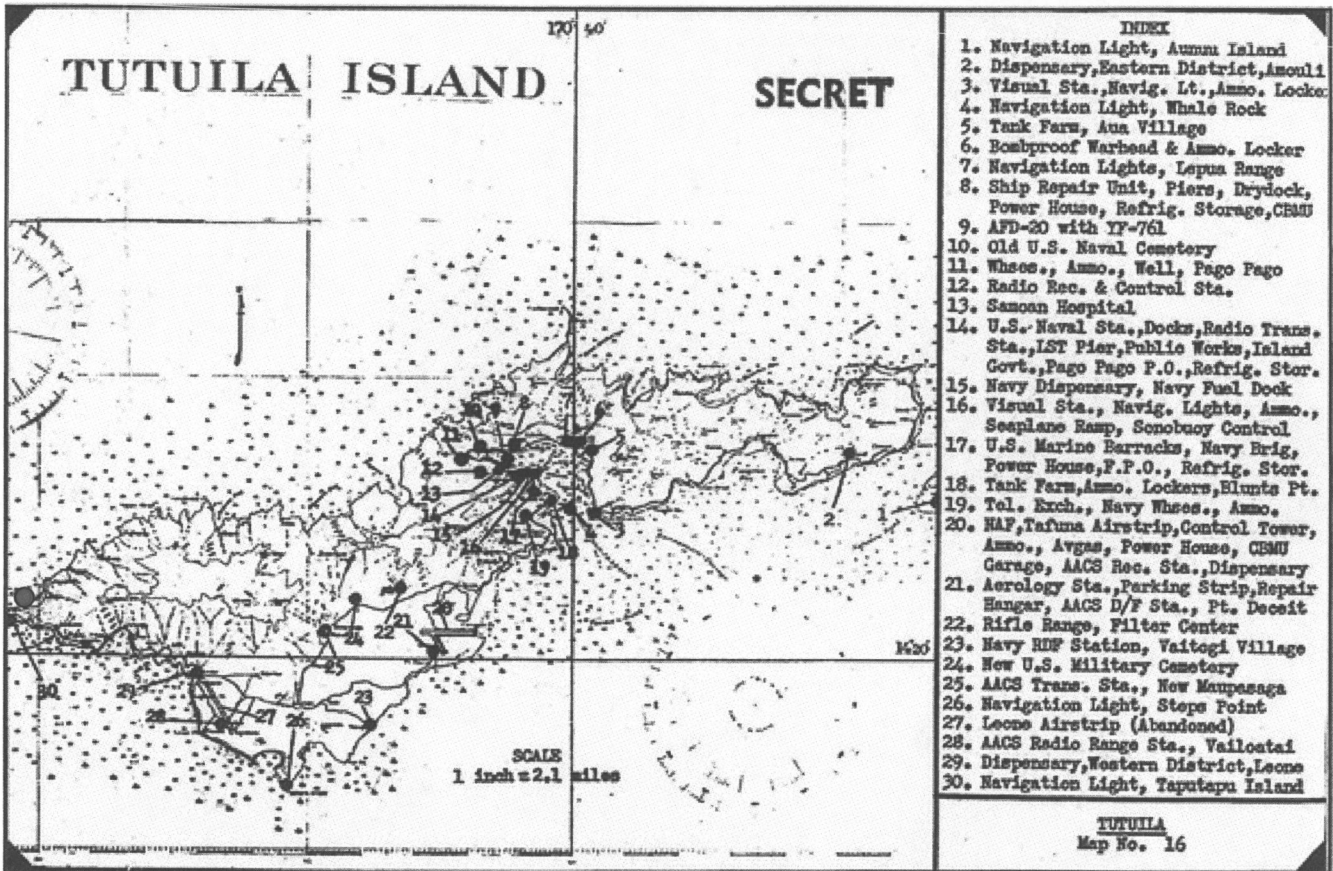 170° 40'
TUTUILA ISLAND
SECRET
14°20'
SCALE
1 inch = 2.1 miles
8
6
11
12
13
14
15
16
17
18
19
4
2
1
20
21
22
24
25
30
29
28
27
26
23
INDEX
1. Navigation Light, Aunuu Island
2. Dispensary,Eastern District,Amouli
3. Visual Sta.,Navig. Lt.,Ammo. Locker
4. Navigation Light, Whale Rock
5. Tank Farm, Aua Village
6. Bombproof Warhead & Ammo. Locker
7. Navigation Lights, Lepua Range
8. Ship Repair Unit, Piers, Drydock,
Power House, Refrig. Storage,CBMU
9. AFD-20 with YF-761
10. Old U.S. Naval Cemetery
11. Whses., Ammo., Well, Pago Pago
12. Radio Rec. & Control Sta.
13. Samoan Hospital
14. U.S. Naval Sta.,Docks,Radio Trans.
Sta.,LST Pier,Public Works,Island
Govt.,Pago Pago P.O.,Refrig. Stor.
15. Navy Dispensary, Navy Fuel Dock
16. Visual Sta., Navig. Lights, Ammo.,
Seaplane Ramp, Sonobuoy Control
17. U.S. Marine Barracks, Navy Brig,
Power House,F.P.O., Refrig. Stor.
18. Tank Farm,Ammo. Lockers,Blunts Pt.
19. Tel. Exch., Navy Whses., Ammo.
20. NAF,Tafuna Airstrip,Control Tower,
Ammo., Avgas, Power House, CBMU
Garage, AACS Rec. Sta.,Dispensary
21. Aerology Sta.,Parking Strip,Repair
Hangar, AACS D/F Sta., Pt. Deceit
22. Rifle Range, Filter Center
23. Navy RDF Station, Vaitogi Village
24. New U.S. Military Cemetery
25. AACS Trans. Sta., New Maupasaga
26. Navigation Light, Steps Point
27. Leone Airstrip (Abandoned)
28. AACS Radio Range Sta., Vailoatai
29. Dispensary,Western District,Leone
30. Navigation Light, Taputapu Island
TUTUILA
Map No. 16